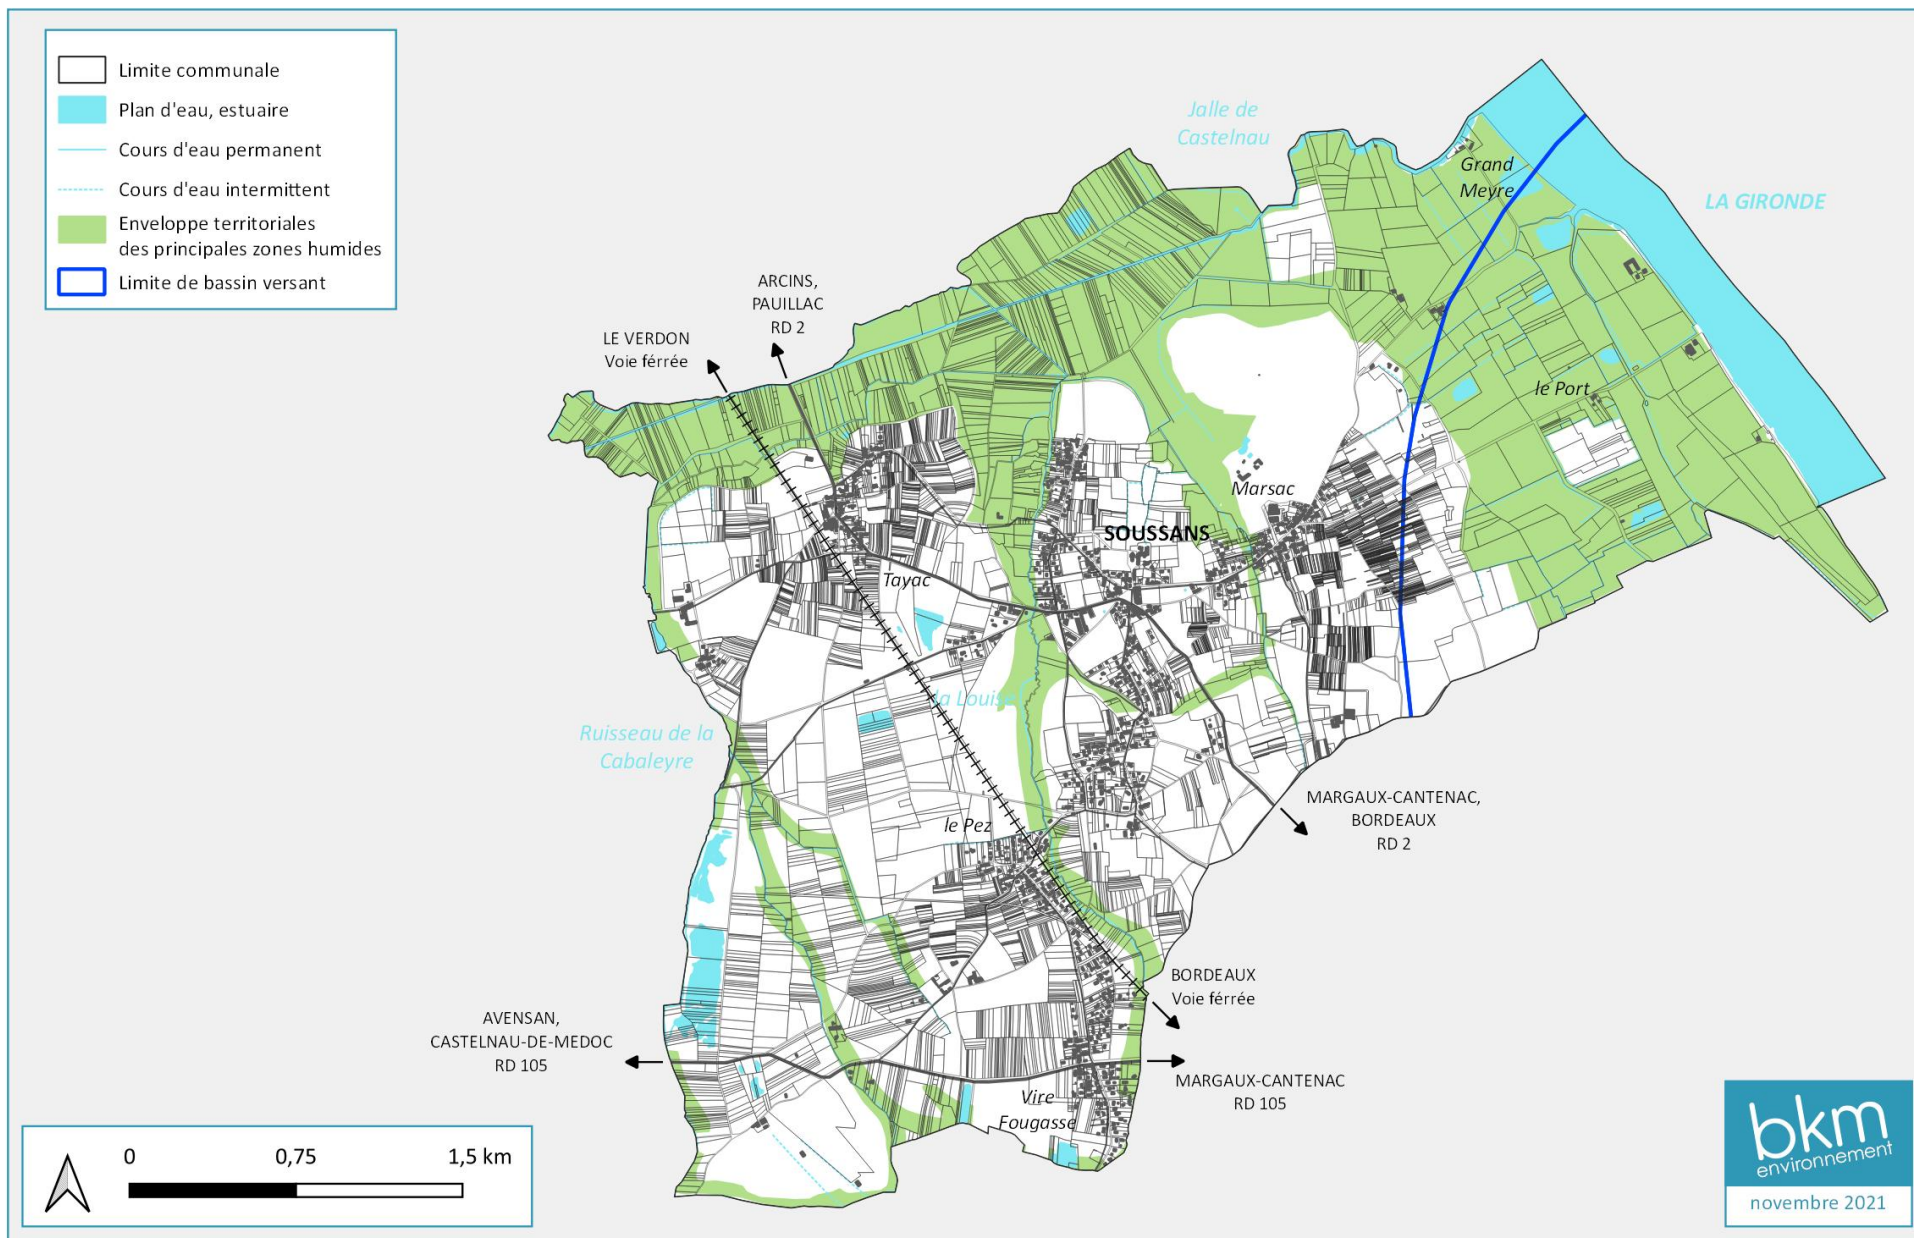 Limite communale
Plan d'eau, estuaire
Cours d'eau permanent
Cours d'eau intermittent
Enveloppe territoriales
des principales zones humides
Limite de bassin versant
Jalle de
Castelnau
Grand
Meyre
LA GIRONDE
ARCINS,
PAUILLAC
RD 2
LE VERDON
Voie férrée
le Port
Marsac
SOUSSANS
Tayac
la Louise
Ruisseau de la
Cabaleyre
MARGAUX-CANTENAC,
BORDEAUX
RD 2
le Pez
BORDEAUX
Voie férrée
AVENSAN,
CASTELNAU-DE-MEDOC
RD 105
MARGAUX-CANTENAC
RD 105
Vire
Fougasse
0 0,75 1,5 km
bkm
environnement
novembre 2021